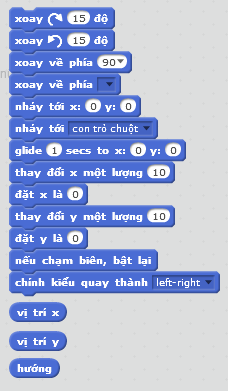 xoay 15 độ
xoay 15 độ
xoay về phía 90
xoay về phía
nháy tới x: 0 y: 0
nháy tới con trỏ chuột
glide 1 secs to x: 0 y: 0
thay đổi x một lượng 10
đặt x là 0
thay đổi y một lượng 10
đặt y là 0
nếu chạm biên, bật lại
chỉnh kiểu quay thành left-right
vị trí x
vị trí y
hướng